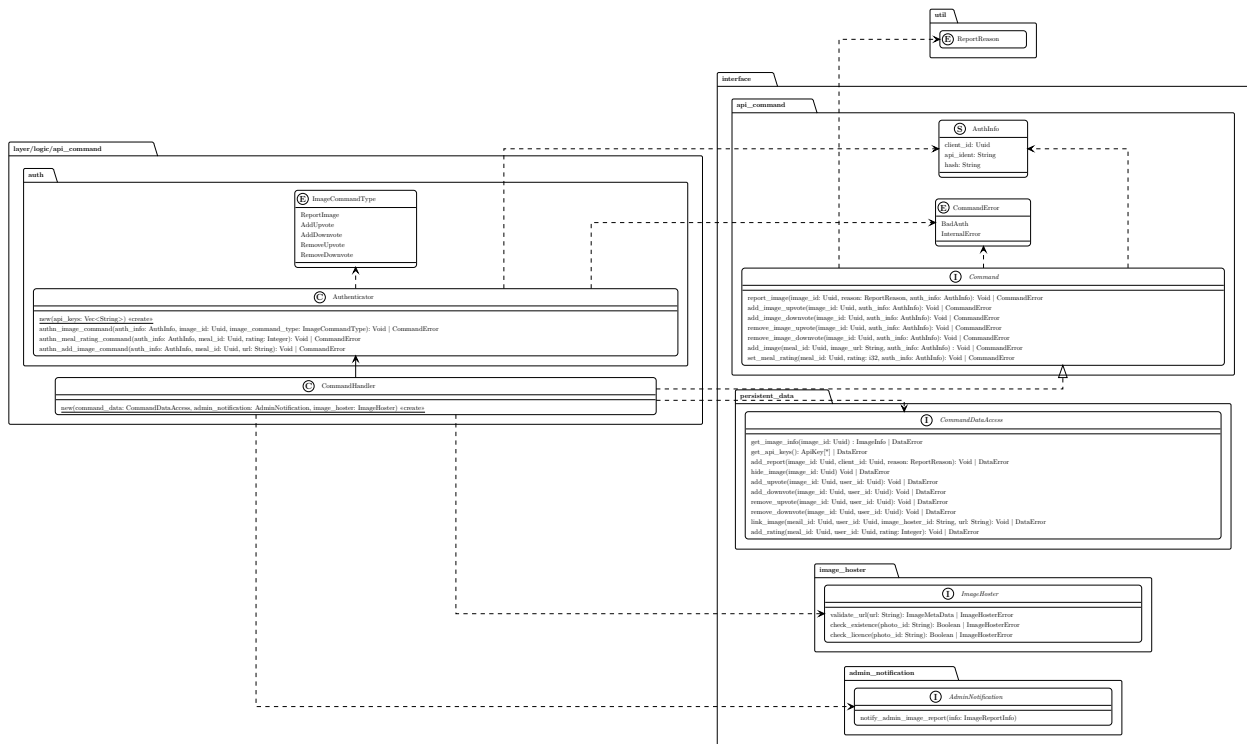 util
E ReportReason
interface
api_command
S AuthInfo
client_id: Uuid
api_ident: String
hash: String
E CommandError
BadAuth
InternalError
I Command
report_image(image_id: Uuid, reason: ReportReason, auth_info: AuthInfo): Void | CommandError
add_image_upvote(image_id: Uuid, auth_info: AuthInfo): Void | CommandError
add_image_downvote(image_id: Uuid, auth_info: AuthInfo): Void | CommandError
remove_image_upvote(image_id: Uuid, auth_info: AuthInfo): Void | CommandError
remove_image_downvote(image_id: Uuid, auth_info: AuthInfo): Void | CommandError
add_image(meal_id: Uuid, image_url: String, auth_info: AuthInfo) : Void | CommandError
set_meal_rating(meal_id: Uuid, rating: i32, auth_info: AuthInfo): Void | CommandError
layer/logic/api_command
auth
E ImageCommandType
ReportImage
AddUpvote
AddDownvote
RemoveUpvote
RemoveDownvote
C Authenticator
new(api_keys: Vec<String>) «create»
authn_image_command(auth_info: AuthInfo, image_id: Uuid, image_command_type: ImageCommandType): Void | CommandError
authn_meal_rating_command(auth_info: AuthInfo, meal_id: Uuid, rating: Integer): Void | CommandError
authn_add_image_command(auth_info: AuthInfo, meal_id: Uuid, url: String): Void | CommandError
C CommandHandler
new(command_data: CommandDataAccess, admin_notification: AdminNotification, image_hoster: ImageHoster) «create»
persistent_data
I CommandDataAccess
get_image_info(image_id: Uuid) : ImageInfo | DataError
get_api_keys(): ApiKey[*] | DataError
add_report(image_id: Uuid, client_id: Uuid, reason: ReportReason): Void | DataError
hide_image(image_id: Uuid) Void | DataError
add_upvote(image_id: Uuid, user_id: Uuid): Void | DataError
add_downvote(image_id: Uuid, user_id: Uuid): Void | DataError
remove_upvote(image_id: Uuid, user_id: Uuid): Void | DataError
remove_downvote(image_id: Uuid, user_id: Uuid): Void | DataError
link_image(meail_id: Uuid, user_id: Uuid, image_hoster_id: String, url: String): Void | DataError
add_rating(meal_id: Uuid, user_id: Uuid, rating: Integer): Void | DataError
image_hoster
I ImageHoster
validate_url(url: String): ImageMetaData | ImageHosterError
check_existence(photo_id: String): Boolean | ImageHosterError
check_licence(photo_id: String): Boolean | ImageHosterError
admin_notification
I AdminNotification
notify_admin_image_report(info: ImageReportInfo)